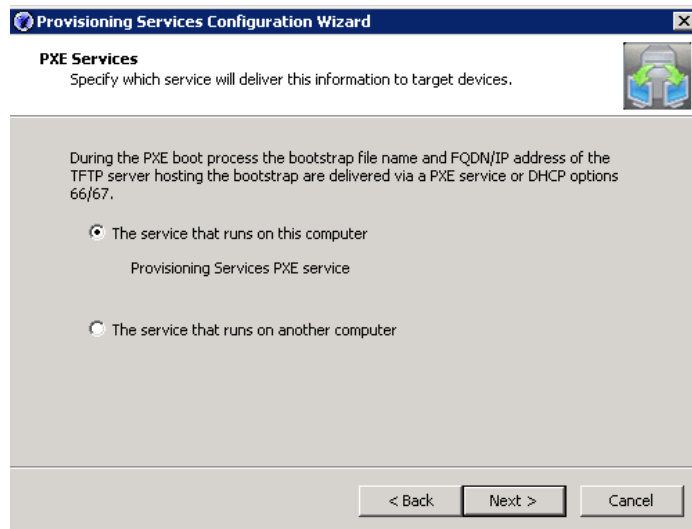 Provisioning Services Configuration Wizard
PXE Services
Specify which service will deliver this information to target devices.
During the PXE boot process the bootstrap file name and FQDN/IP address of the
TFTP server hosting the bootstrap are delivered via a PXE service or DHCP options
66/67.
The service that runs on this computer
Provisioning Services PXE service
The service that runs on another computer
< Back Next > Cancel